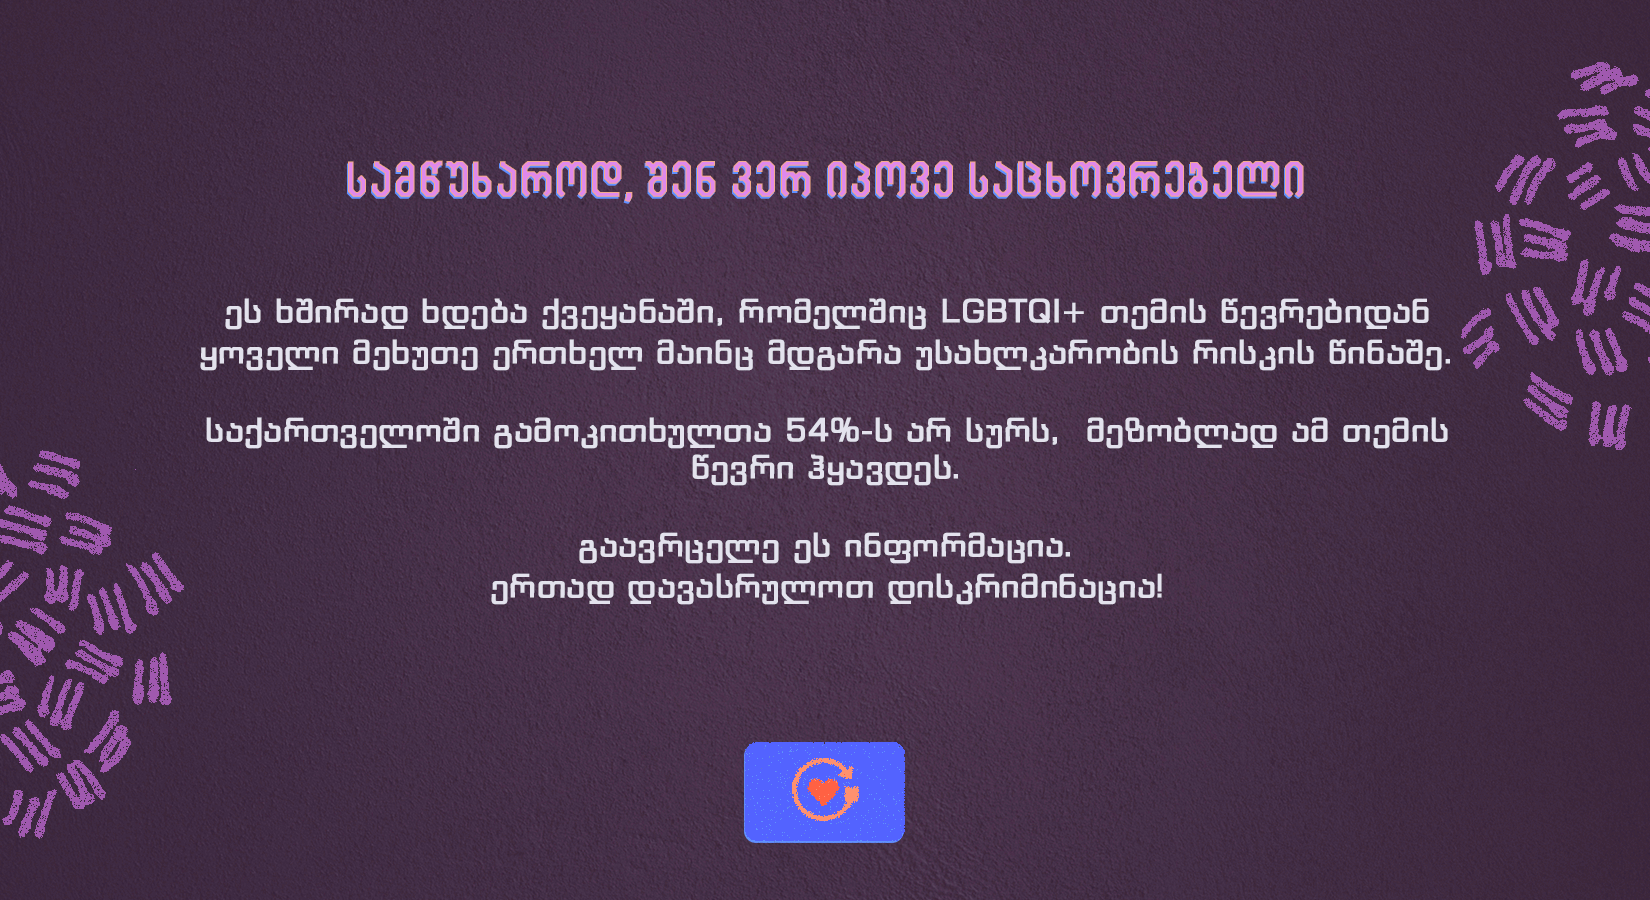 სამწუხაროდ, შენ ვერ იპოვე საცხოვრებელი
ეს ხშირად ხდება ქვეყანაში, რომელშიც LGBTQI+ თემის წევრებიდან
ყოველი მეხუთე ერთხელ მაინც მდგარა უსახლკარობის რისკის წინაშე.
საქართველოში გამოკითხულთა 54%-ს არ სურს, მეზობლად ამ თემის
წევრი ჰყავდეს.
გაავრცელე ეს ინფორმაცია.
ერთად დავასრულოთ დისკრიმინაცია!